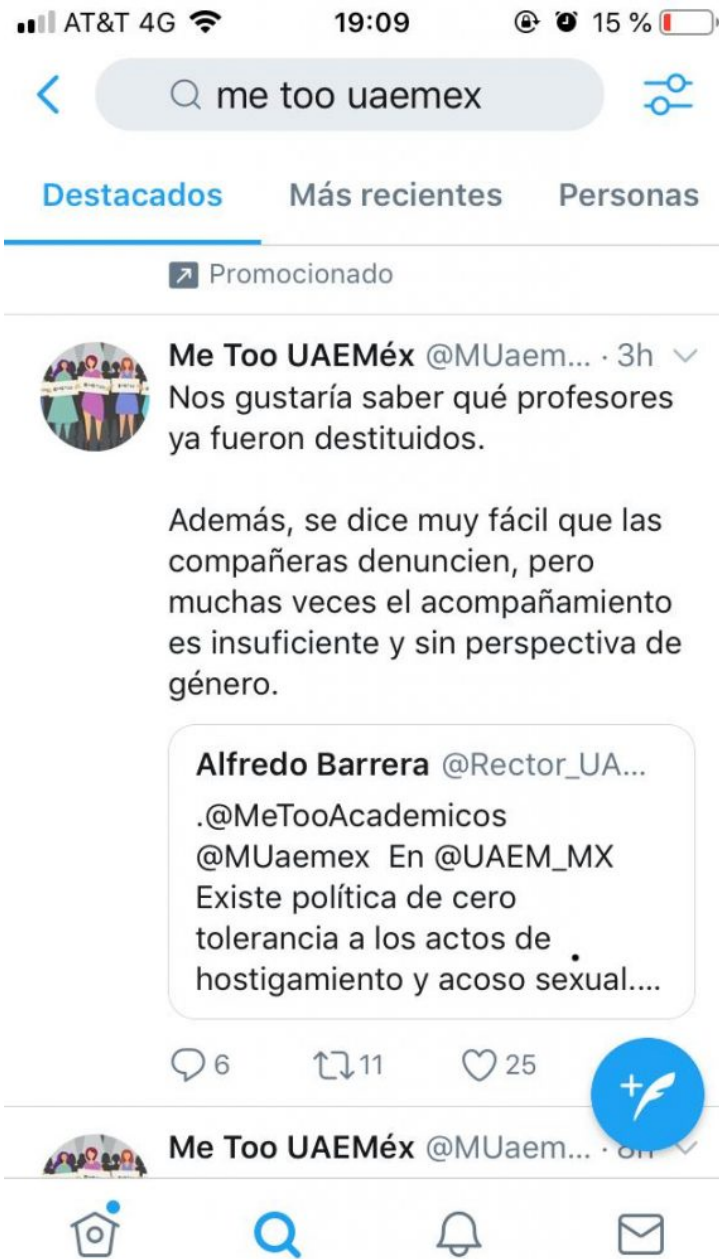 AT&T 4G 19:09 15 %
me too uaemex
Destacados Más recientes Personas
Promocionado
Me Too UAEMéx @MUaem... · 3h
Nos gustaría saber qué profesores
ya fueron destituidos.
Además, se dice muy fácil que las
compañeras denuncien, pero
muchas veces el acompañamiento
es insuficiente y sin perspectiva de
género.
Alfredo Barrera @Rector_UA...
.@MeTooAcademicos
@MUaemex En @UAEM_MX
Existe política de cero
tolerancia a los actos de
hostigamiento y acoso sexual....
6 11 25
Me Too UAEMéx @MUaem... ·